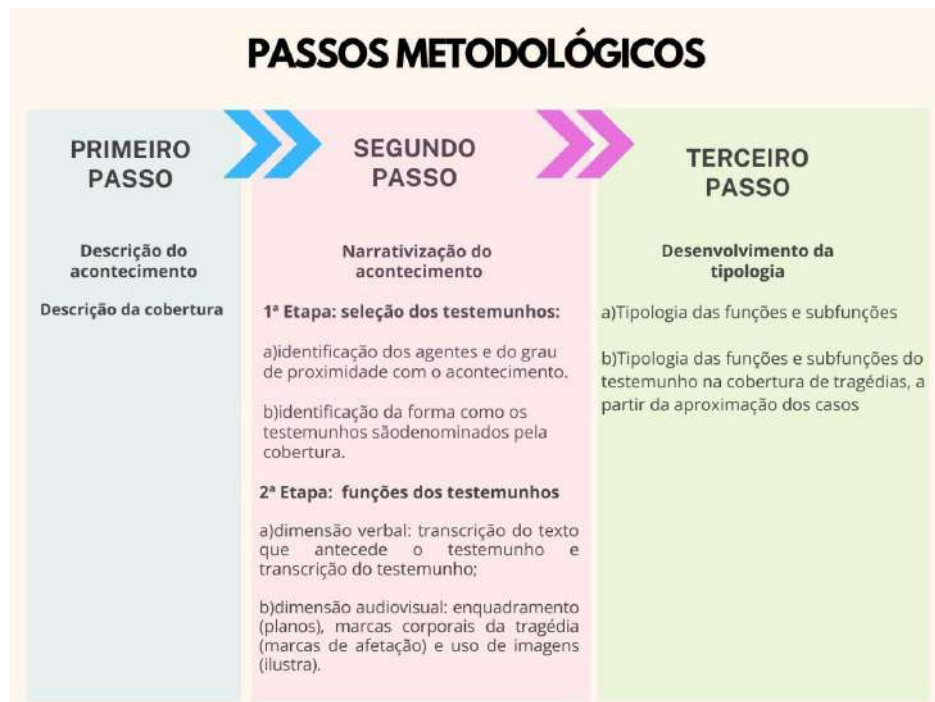 PASSOS METODOLÓGICOS
PRIMEIRO
PASSO
Descrição do
acontecimento
Descrição da cobertura
SEGUNDO
PASSO
Narrativização do
acontecimento
1ª Etapa: seleção dos testemunhos:
a)identificação dos agentes e do grau
de proximidade com o acontecimento.
b)identificação da forma como os
testemunhos sãodenominados pela
cobertura.
2ª Etapa: funções dos testemunhos
a)dimensão verbal: transcrição do texto
que antecede o testemunho e
transcrição do testemunho;
b)dimensão audiovisual: enquadramento
(planos), marcas corporais da tragédia
(marcas de afetação) e uso de imagens
(ilustra).
TERCEIRO
PASSO
Desenvolvimento da
tipologia
a)Tipologia das funções e subfunções
b)Tipologia das funções e subfunções do
testemunho na cobertura de tragédias, a
partir da aproximação dos casos